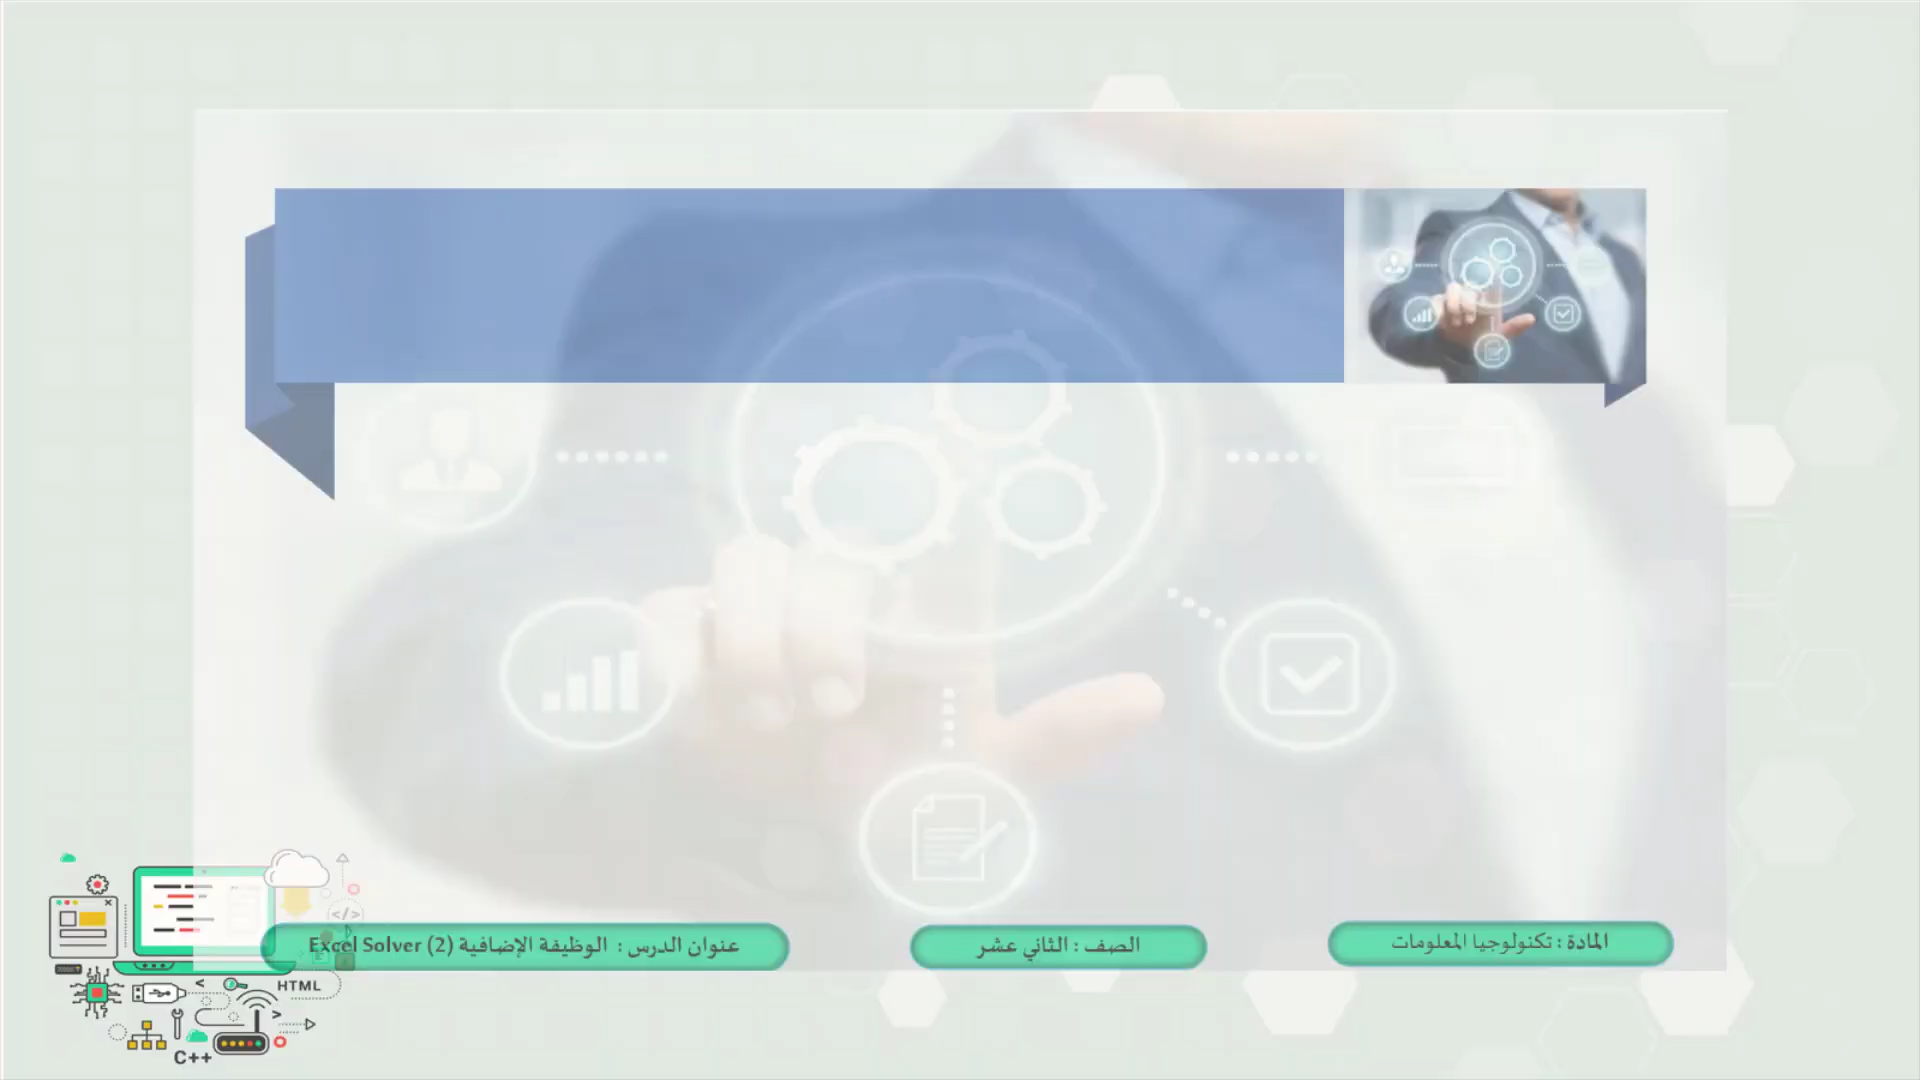 المادة : تكنولوجيا المعلومات
الصف : الثاني عشر
عنوان الدرس : الوظيفة الإضافية Excel Solver (2)
</>
HTML
C++